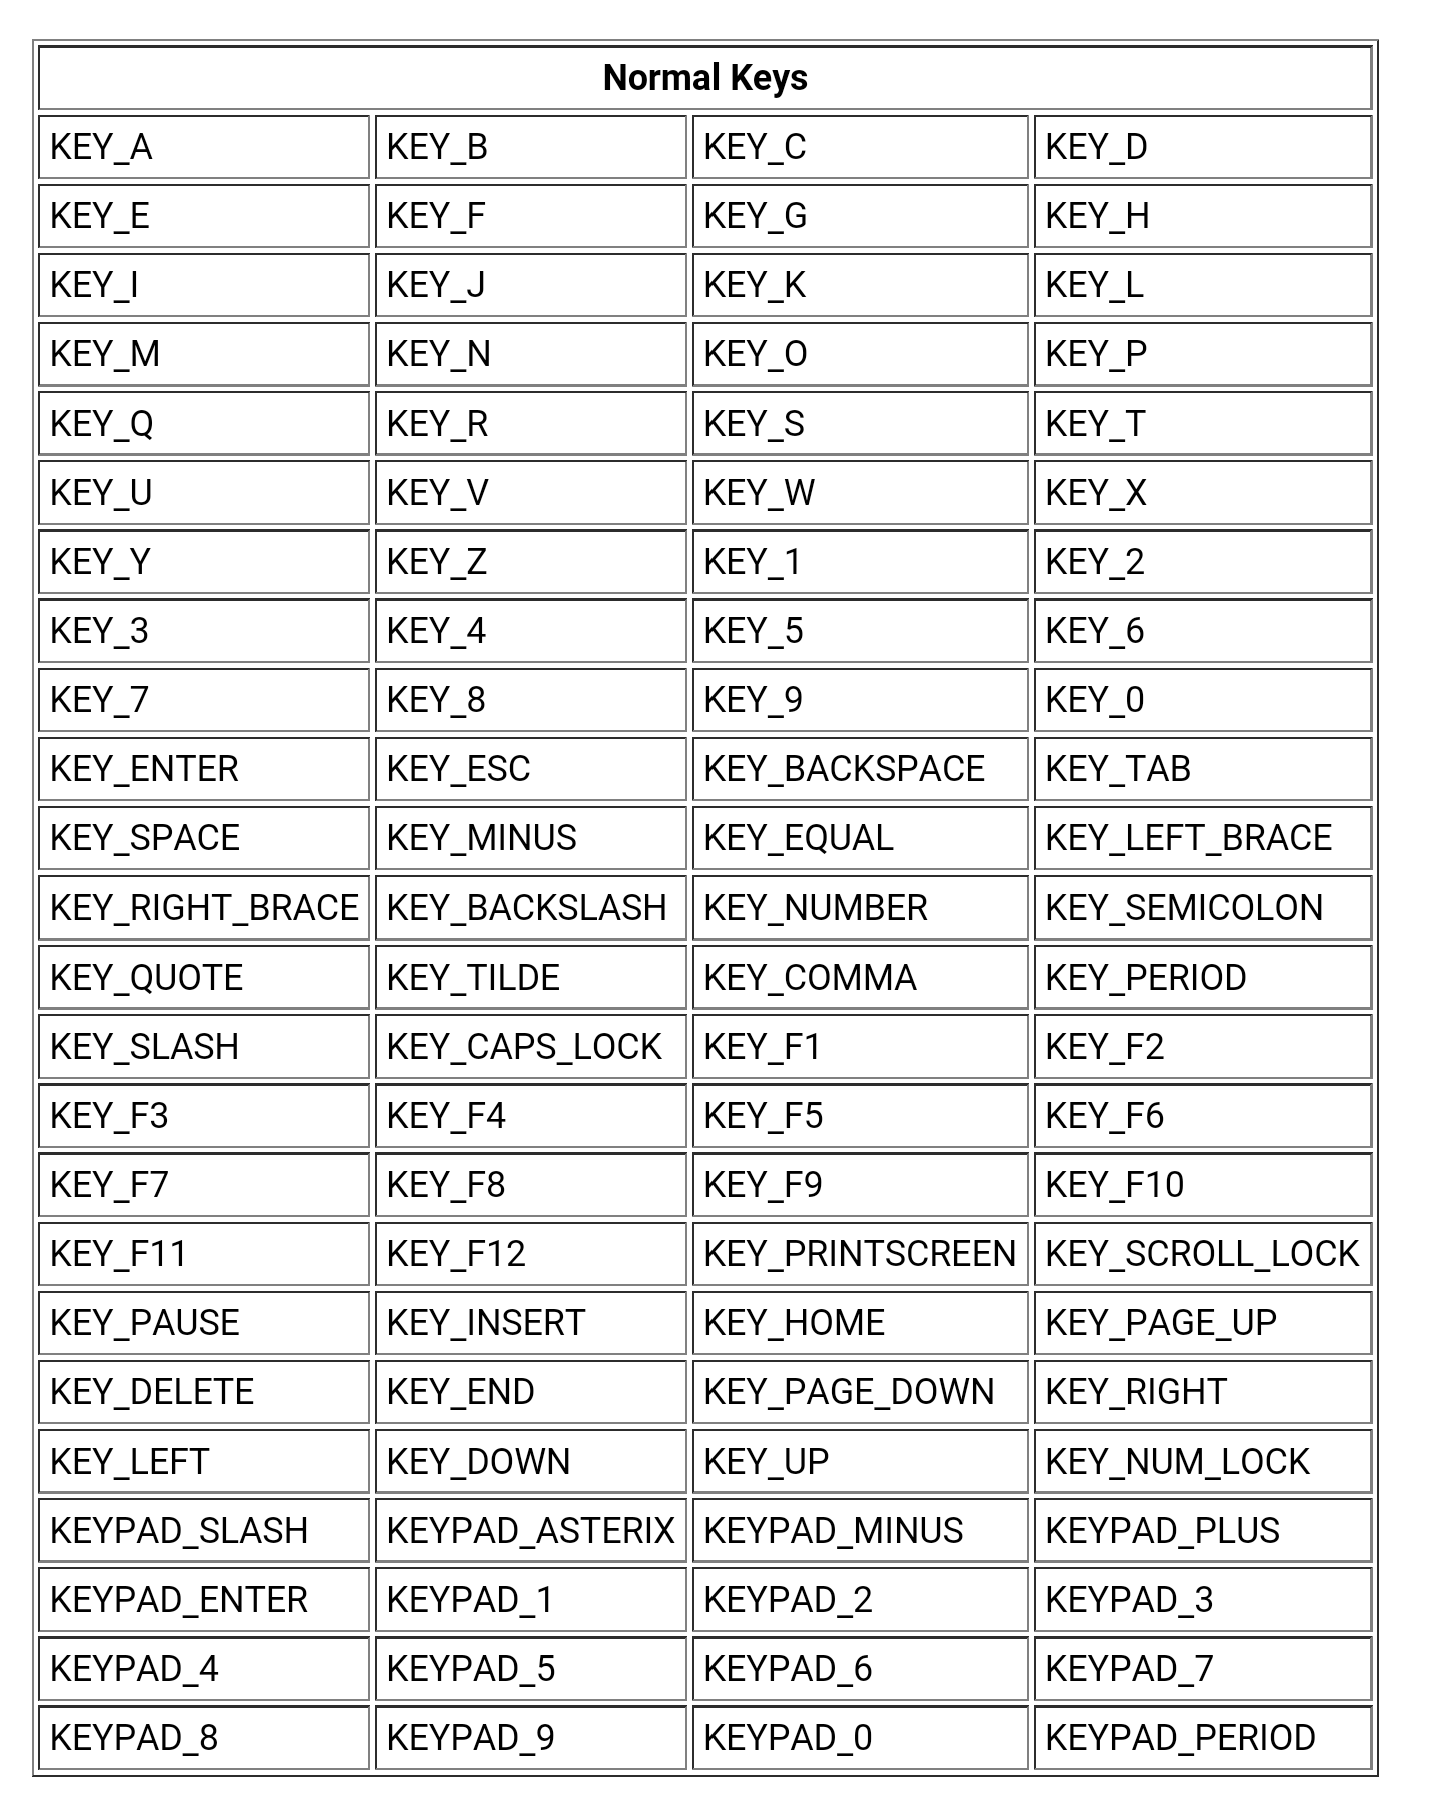 Normal Keys
KEY_A KEY_B KEY_C KEY_D
KEY_E KEY_F KEY_G KEY_H
KEY_I KEY_J KEY_K KEY_L
KEY_M KEY_N KEY_O KEY_P
KEY_Q KEY_R KEY_S KEY_T
KEY_U KEY_V KEY_W KEY_X
KEY_Y KEY_Z KEY_1 KEY_2
KEY_3 KEY_4 KEY_5 KEY_6
KEY_7 KEY_8 KEY_9 KEY_0
KEY_ENTER KEY_ESC KEY_BACKSPACE KEY_TAB
KEY_SPACE KEY_MINUS KEY_EQUAL KEY_LEFT_BRACE
KEY_RIGHT_BRACE KEY_BACKSLASH KEY_NUMBER KEY_SEMICOLON
KEY_QUOTE KEY_TILDE KEY_COMMA KEY_PERIOD
KEY_SLASH KEY_CAPS_LOCK KEY_F1 KEY_F2
KEY_F3 KEY_F4 KEY_F5 KEY_F6
KEY_F7 KEY_F8 KEY_F9 KEY_F10
KEY_F11 KEY_F12 KEY_PRINTSCREEN KEY_SCROLL_LOCK
KEY_PAUSE KEY_INSERT KEY_HOME KEY_PAGE_UP
KEY_DELETE KEY_END KEY_PAGE_DOWN KEY_RIGHT
KEY_LEFT KEY_DOWN KEY_UP KEY_NUM_LOCK
KEYPAD_SLASH KEYPAD_ASTERIX KEYPAD_MINUS KEYPAD_PLUS
KEYPAD_ENTER KEYPAD_1 KEYPAD_2 KEYPAD_3
KEYPAD_4 KEYPAD_5 KEYPAD_6 KEYPAD_7
KEYPAD_8 KEYPAD_9 KEYPAD_0 KEYPAD_PERIOD